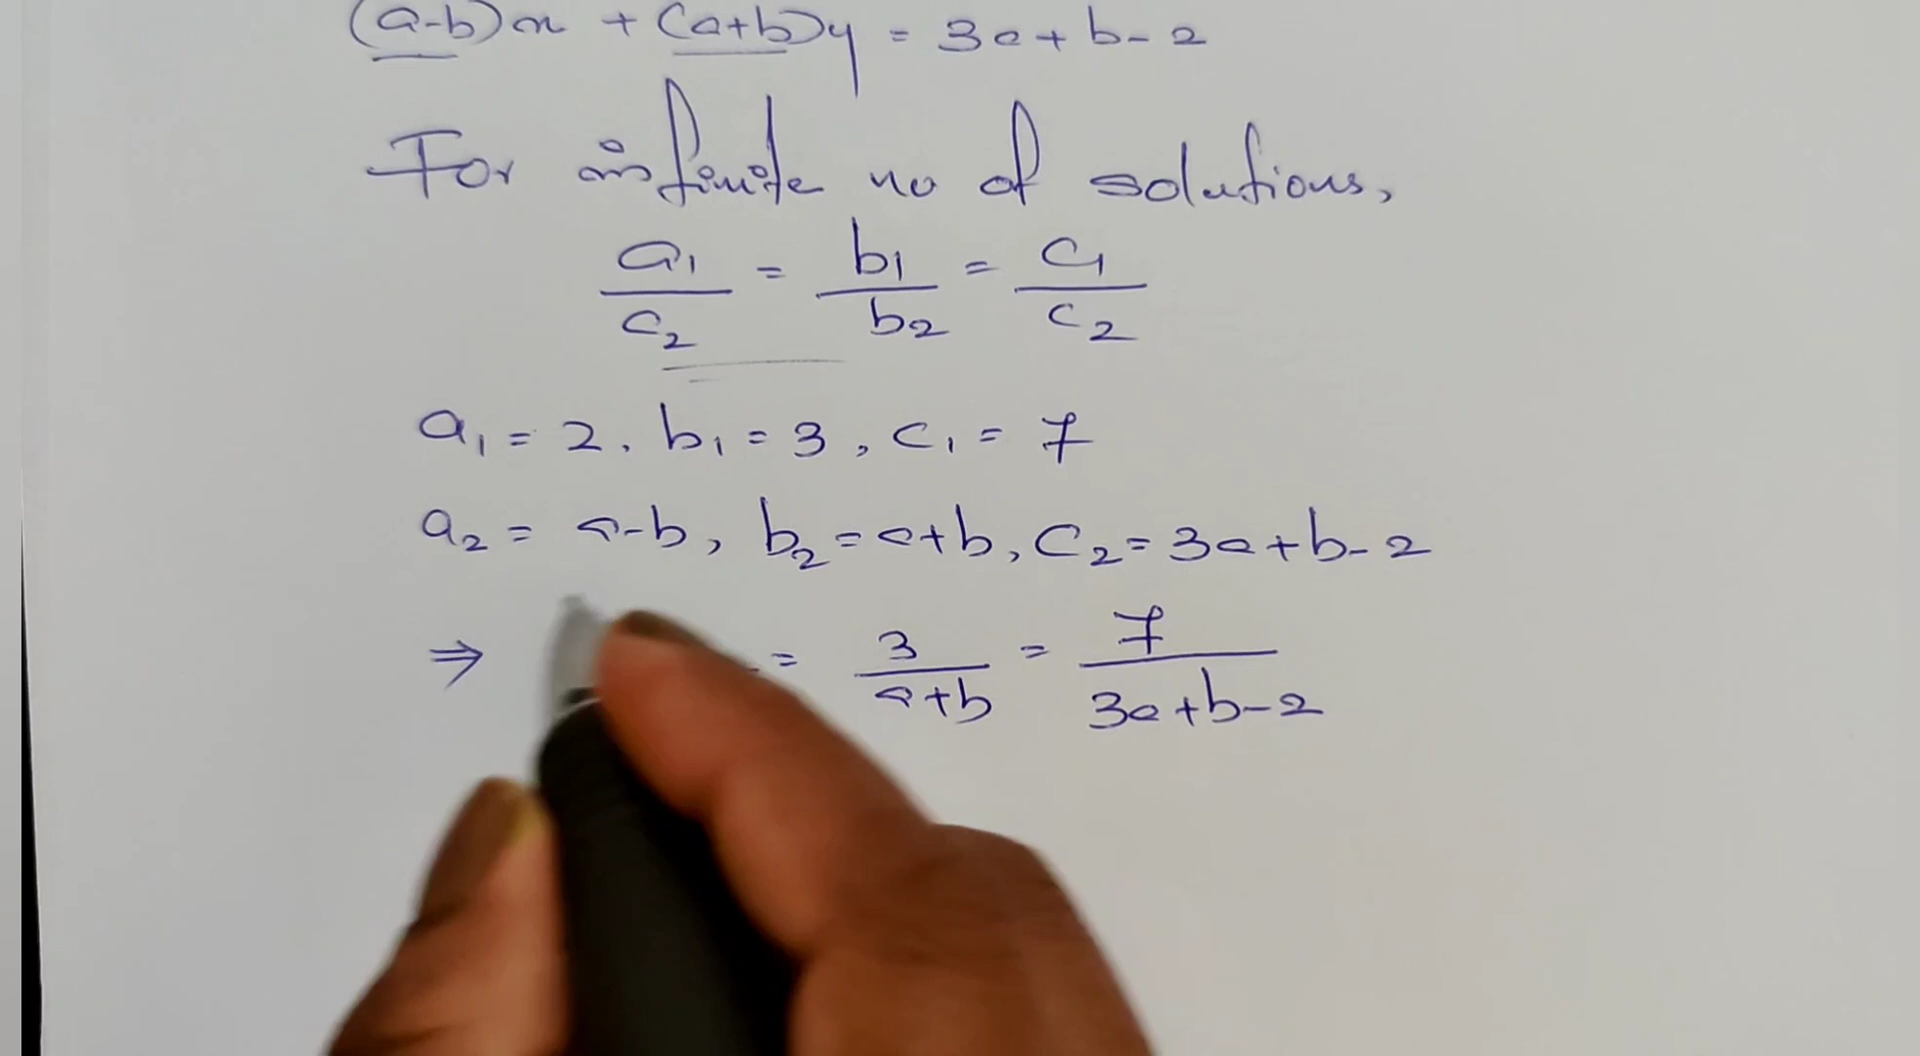 (a-b)x + (a+b)y = 3a+b-2
For infinite no of solutions,
a1/c2 = b1/b2 = c1/c2
a1 = 2, b1 = 3, c1 = 7
a2 = a-b, b2 = a+b, c2 = 3a+b-2
⇒ = 3/a+b = 7/3a+b-2